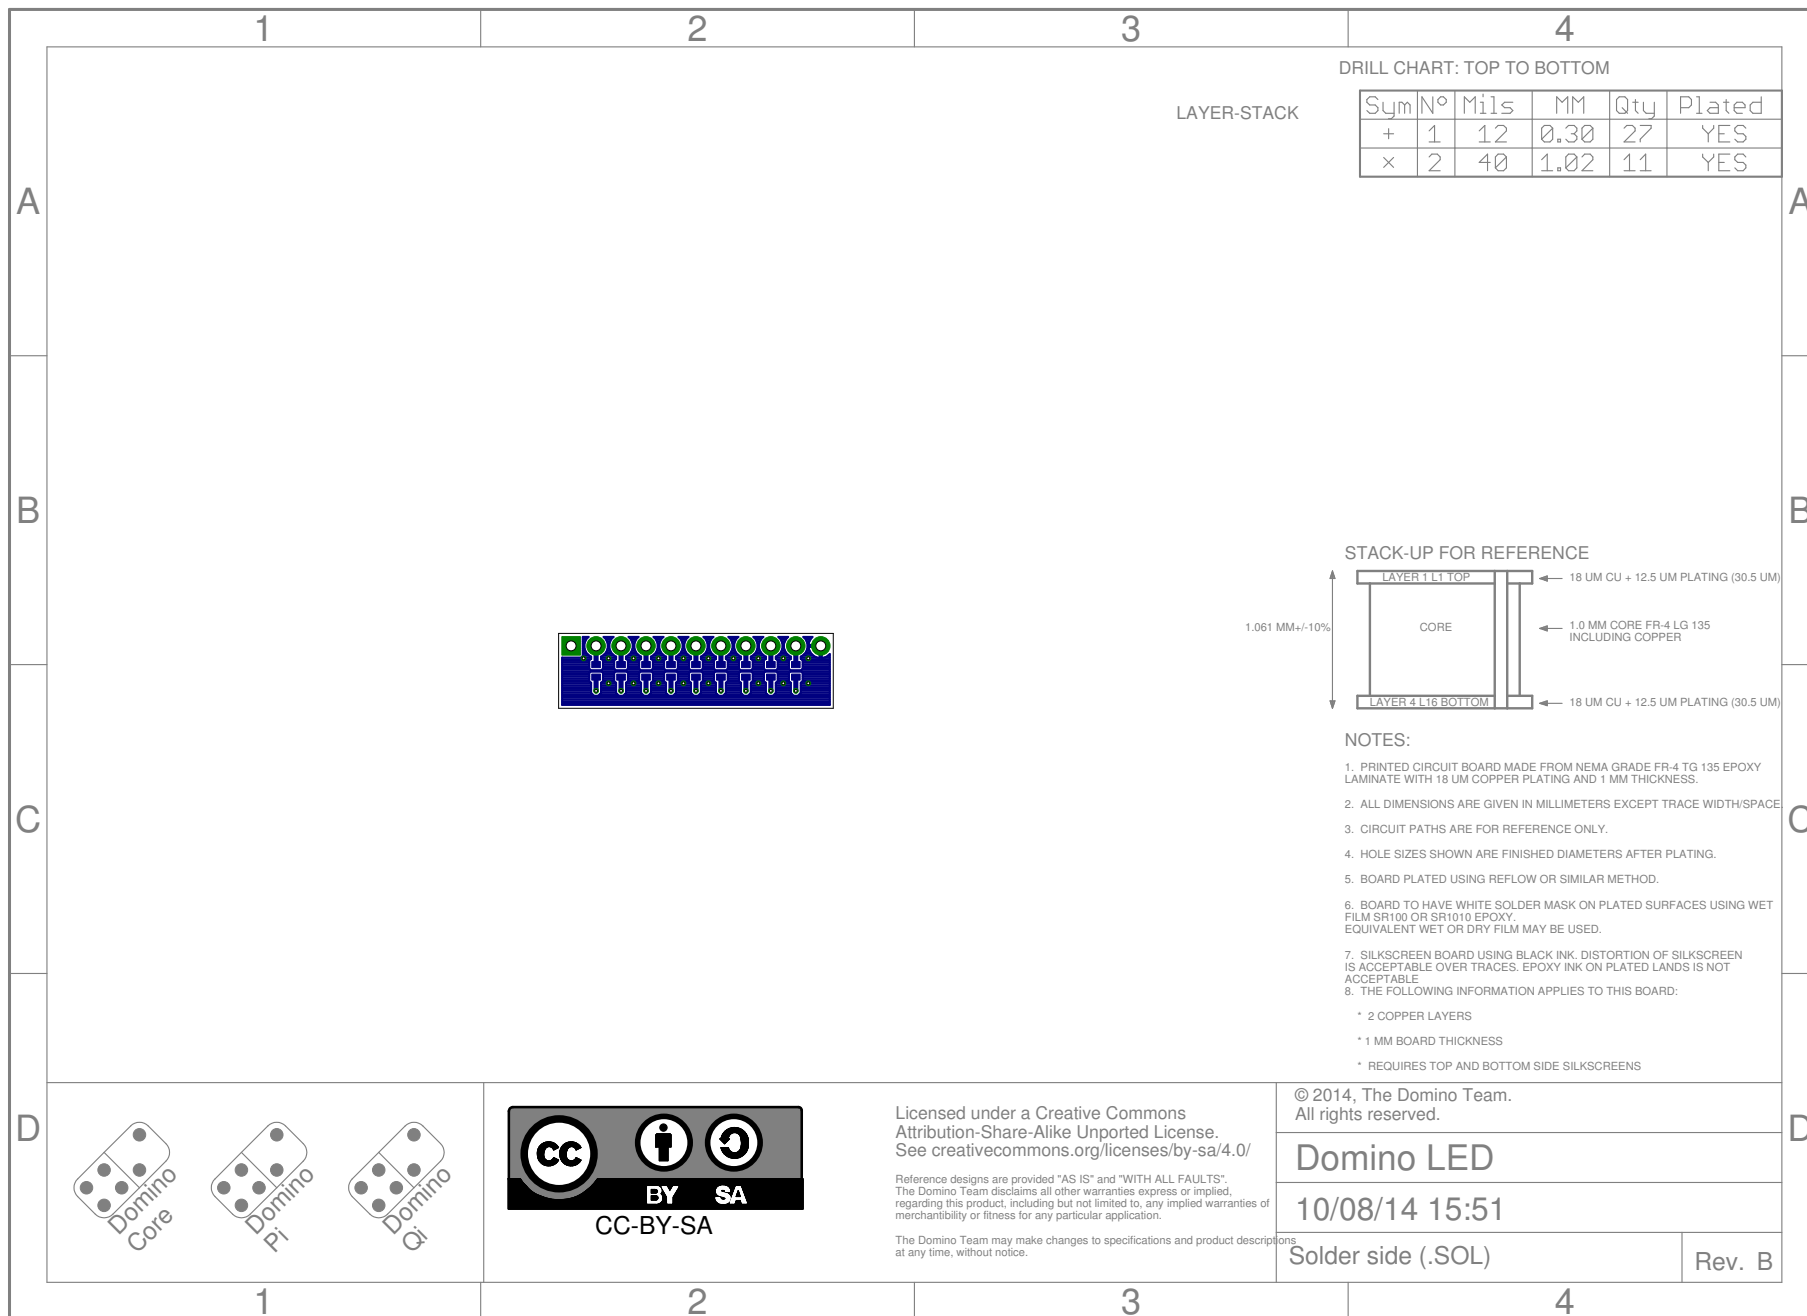 1 2 3 4
DRILL CHART: TOP TO BOTTOM
LAYER-STACK
Sym N° Mils MM Qty Plated
+ 1 12 0.30 27 YES
× 2 40 1.02 11 YES
A A
B B
STACK-UP FOR REFERENCE
LAYER 1 L1 TOP
18 UM CU + 12.5 UM PLATING (30.5 UM)
1.061 MM+/-10%
CORE
1.0 MM CORE FR-4 LG 135
INCLUDING COPPER
LAYER 4 L16 BOTTOM
18 UM CU + 12.5 UM PLATING (30.5 UM)
NOTES:
1. PRINTED CIRCUIT BOARD MADE FROM NEMA GRADE FR-4 TG 135 EPOXY
LAMINATE WITH 18 UM COPPER PLATING AND 1 MM THICKNESS.
2. ALL DIMENSIONS ARE GIVEN IN MILLIMETERS EXCEPT TRACE WIDTH/SPACE
C C
3. CIRCUIT PATHS ARE FOR REFERENCE ONLY.
4. HOLE SIZES SHOWN ARE FINISHED DIAMETERS AFTER PLATING.
5. BOARD PLATED USING REFLOW OR SIMILAR METHOD.
6. BOARD TO HAVE WHITE SOLDER MASK ON PLATED SURFACES USING WET
FILM SR100 OR SR1010 EPOXY.
EQUIVALENT WET OR DRY FILM MAY BE USED.
7. SILKSCREEN BOARD USING BLACK INK. DISTORTION OF SILKSCREEN
IS ACCEPTABLE OVER TRACES. EPOXY INK ON PLATED LANDS IS NOT
ACCEPTABLE
8. THE FOLLOWING INFORMATION APPLIES TO THIS BOARD:
* 2 COPPER LAYERS
* 1 MM BOARD THICKNESS
* REQUIRES TOP AND BOTTOM SIDE SILKSCREENS
D D
Domino
Core
Domino
Pi
Domino
Qi
CC
BY SA
CC-BY-SA
Licensed under a Creative Commons
Attribution-Share-Alike Unported License.
See creativecommons.org/licenses/by-sa/4.0/
Reference designs are provided "AS IS" and "WITH ALL FAULTS".
The Domino Team disclaims all other warranties express or implied,
regarding this product, including but not limited to, any implied warranties of
merchantibility or fitness for any particular application.
The Domino Team may make changes to specifications and product descriptions
at any time, without notice.
© 2014, The Domino Team.
All rights reserved.
Domino LED
10/08/14 15:51
Solder side (.SOL)
Rev. B
1 2 3 4